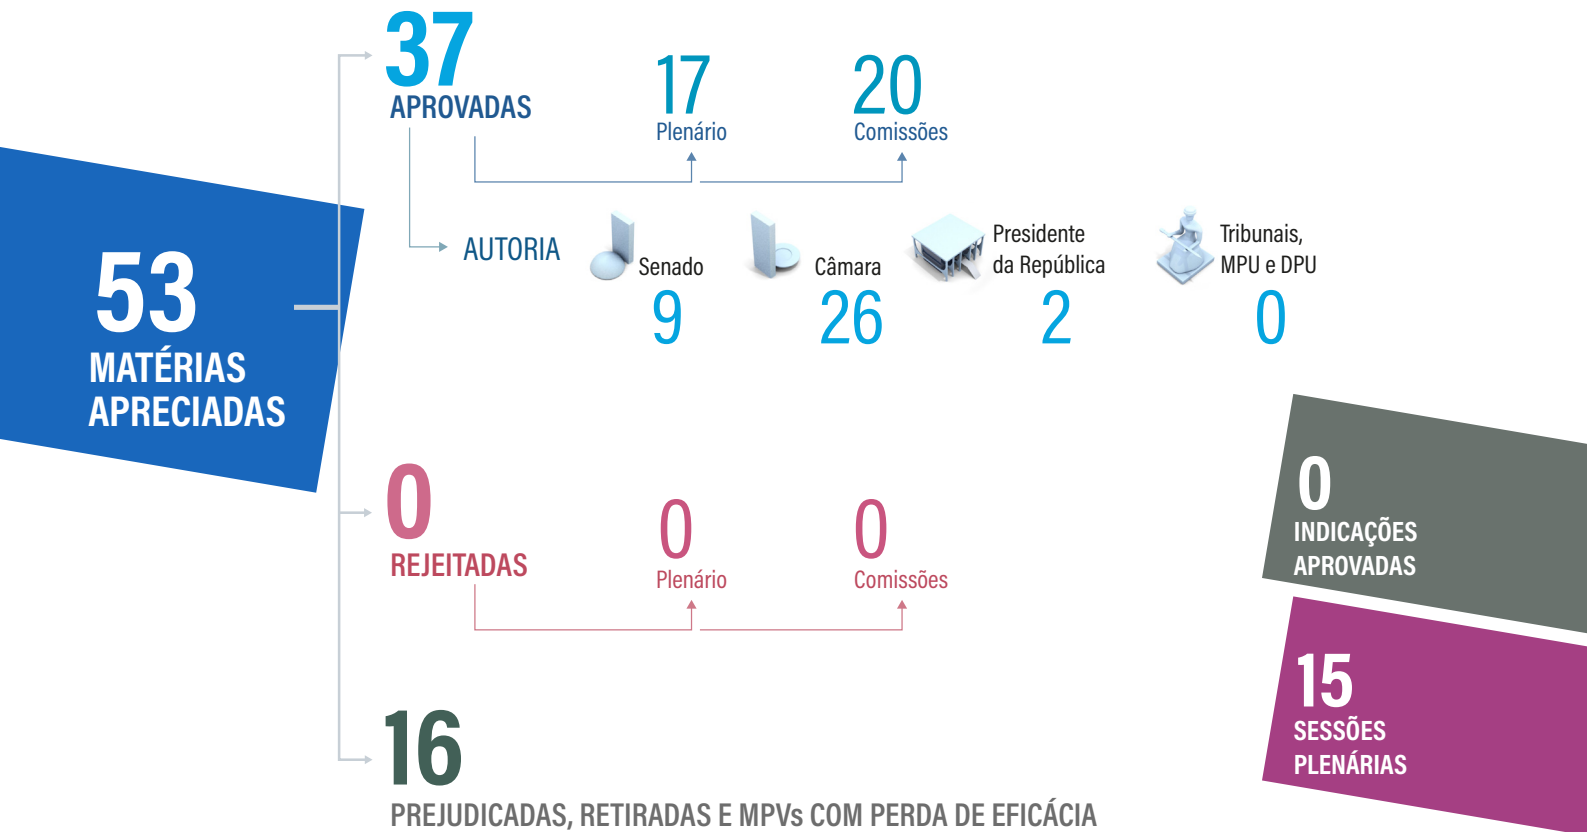 53
MATÉRIAS
APRECIADAS
37
APROVADAS
17
Plenário
20
Comissões
AUTORIA
Senado
9
Câmara
26
Presidente
da República
2
Tribunais,
MPU e DPU
0
0
REJEITADAS
0
Plenário
0
Comissões
16
PREJUDICADAS, RETIRADAS E MPVs COM PERDA DE EFICÁCIA
0
INDICAÇÕES
APROVADAS
15
SESSÕES
PLENÁRIAS